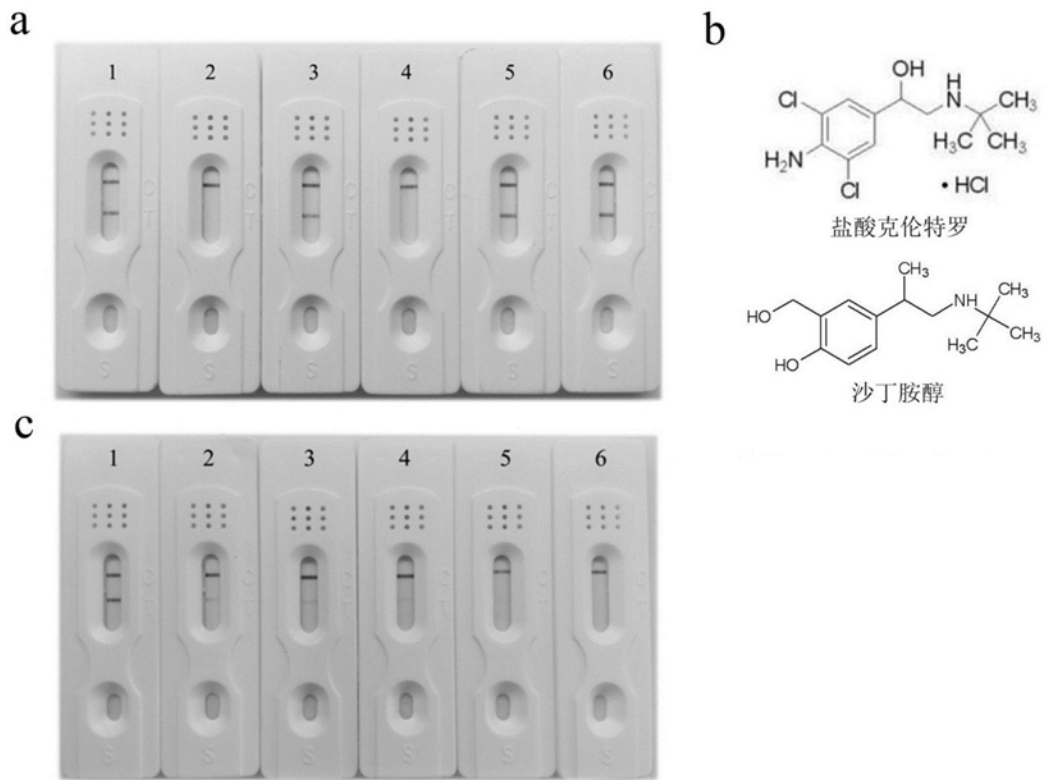 a
1 2 3 4 5 6
C C C C C C
T T T T T T
S S S S S S
b
OH
H
N
Cl
CH₃
H₃C
CH₃
H₂N
Cl
• HCl
盐酸克伦特罗
CH₃
CH₃
NH
HO
H₃C
CH₃
HO
沙丁胺醇
c
1 2 3 4 5 6
C C C C C C
T T T T T T
S S S S S S